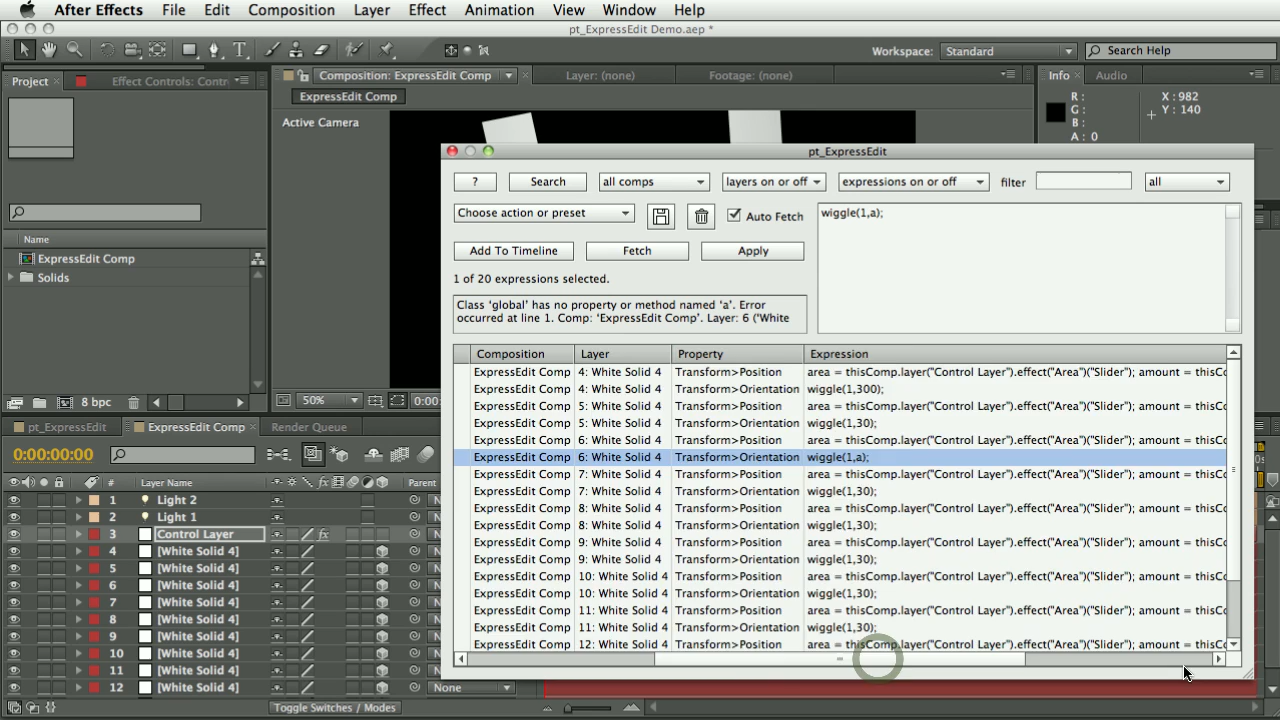 After Effects File Edit Composition Layer Effect Animation View Window Help
pt_ExpressEdit Demo.aep *
Workspace: Standard Search Help
Project Effect Controls: Contr
Composition: ExpressEdit Comp Layer: (none) Footage: (none)
Info Audio
ExpressEdit Comp
Active Camera
R: X : 982
G: Y : 140
B:
A: 0
Name
ExpressEdit Comp
Solids
8 bpc
50% 0:00:
pt_ExpressEdit
? Search all comps layers on or off expressions on or off filter all
Choose action or preset Auto Fetch
wiggle(1,a);
Add To Timeline Fetch Apply
1 of 20 expressions selected.
Class 'global' has no property or method named 'a'. Error
occurred at line 1. Comp: 'ExpressEdit Comp'. Layer: 6 ('White
Composition Layer Property Expression
ExpressEdit Comp 4: White Solid 4 Transform>Position area = thisComp.layer("Control Layer").effect("Area")("Slider"); amount = thisCc
ExpressEdit Comp 4: White Solid 4 Transform>Orientation wiggle(1,300);
ExpressEdit Comp 5: White Solid 4 Transform>Position area = thisComp.layer("Control Layer").effect("Area")("Slider"); amount = thisCc
ExpressEdit Comp 5: White Solid 4 Transform>Orientation wiggle(1,30);
ExpressEdit Comp 6: White Solid 4 Transform>Position area = thisComp.layer("Control Layer").effect("Area")("Slider"); amount = thisCc
ExpressEdit Comp 6: White Solid 4 Transform>Orientation wiggle(1,a);
ExpressEdit Comp 7: White Solid 4 Transform>Position area = thisComp.layer("Control Layer").effect("Area")("Slider"); amount = thisCc
ExpressEdit Comp 7: White Solid 4 Transform>Orientation wiggle(1,30);
ExpressEdit Comp 8: White Solid 4 Transform>Position area = thisComp.layer("Control Layer").effect("Area")("Slider"); amount = thisCc
ExpressEdit Comp 8: White Solid 4 Transform>Orientation wiggle(1,30);
ExpressEdit Comp 9: White Solid 4 Transform>Position area = thisComp.layer("Control Layer").effect("Area")("Slider"); amount = thisCc
ExpressEdit Comp 9: White Solid 4 Transform>Orientation wiggle(1,30);
ExpressEdit Comp 10: White Solid 4 Transform>Position area = thisComp.layer("Control Layer").effect("Area")("Slider"); amount = thisCc
ExpressEdit Comp 10: White Solid 4 Transform>Orientation wiggle(1,30);
ExpressEdit Comp 11: White Solid 4 Transform>Position area = thisComp.layer("Control Layer").effect("Area")("Slider"); amount = thisCc
ExpressEdit Comp 11: White Solid 4 Transform>Orientation wiggle(1,30);
ExpressEdit Comp 12: White Solid 4 Transform>Position area = thisComp.layer("Control Layer").effect("Area")("Slider"); amount = thisCc
pt_ExpressEdit ExpressEdit Comp Render Queue
0:00:00:00
# Layer Name Parent
1 Light 2
2 Light 1
3 Control Layer
4 [White Solid 4]
5 [White Solid 4]
6 [White Solid 4]
7 [White Solid 4]
8 [White Solid 4]
9 [White Solid 4]
10 [White Solid 4]
11 [White Solid 4]
12 [White Solid 4] None
Toggle Switches / Modes